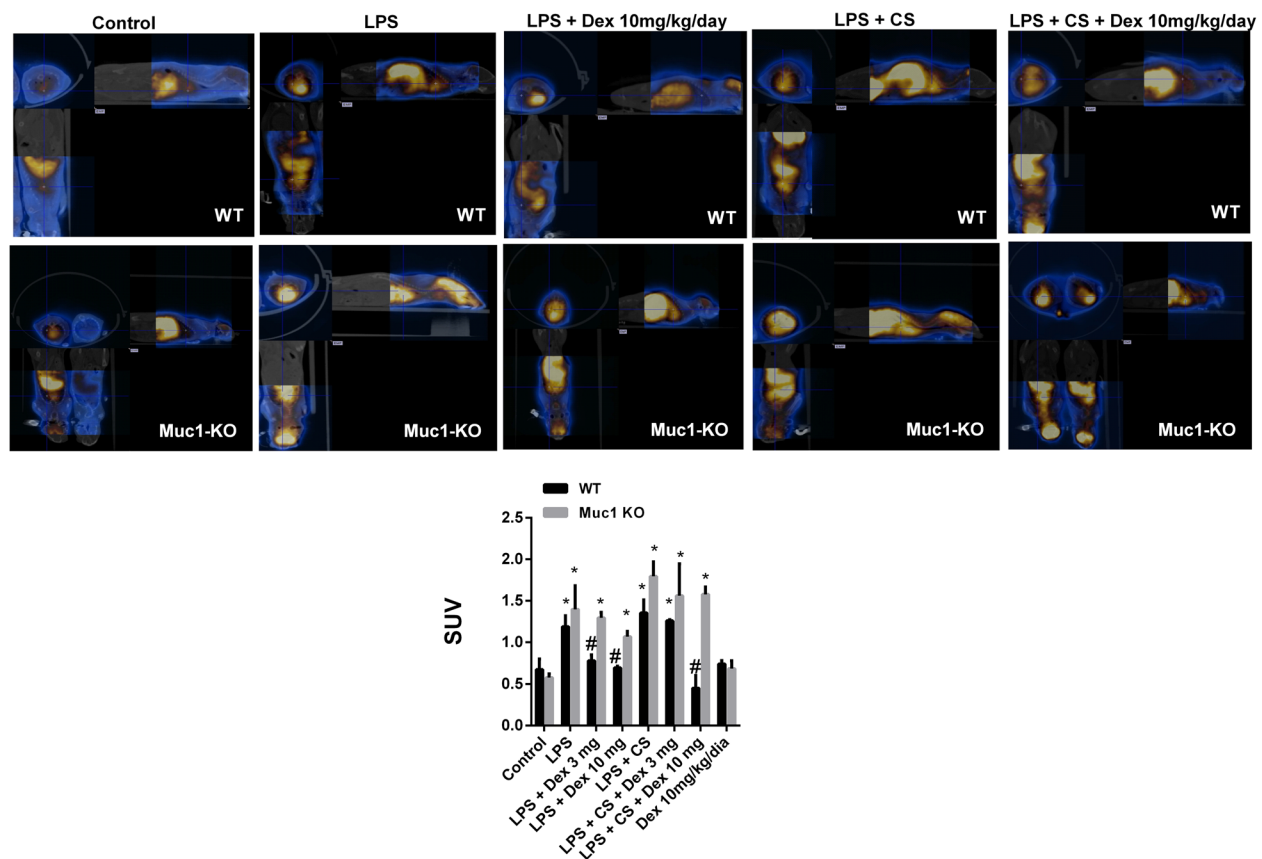 Control
LPS
LPS + Dex 10mg/kg/day
LPS + CS
LPS + CS + Dex 10mg/kg/day
WT
WT
WT
WT
WT
Muc1-KO
Muc1-KO
Muc1-KO
Muc1-KO
Muc1-KO
WT
Muc1 KO
SUV
2.5
2.0
1.5
1.0
0.5
0.0
* * # * # * * * * * # *
Control
LPS
LPS + Dex 3 mg
LPS + Dex 10 mg
LPS + CS
LPS + CS + Dex 3 mg
LPS + CS + Dex 10 mg
Dex 10mg/kg/dia